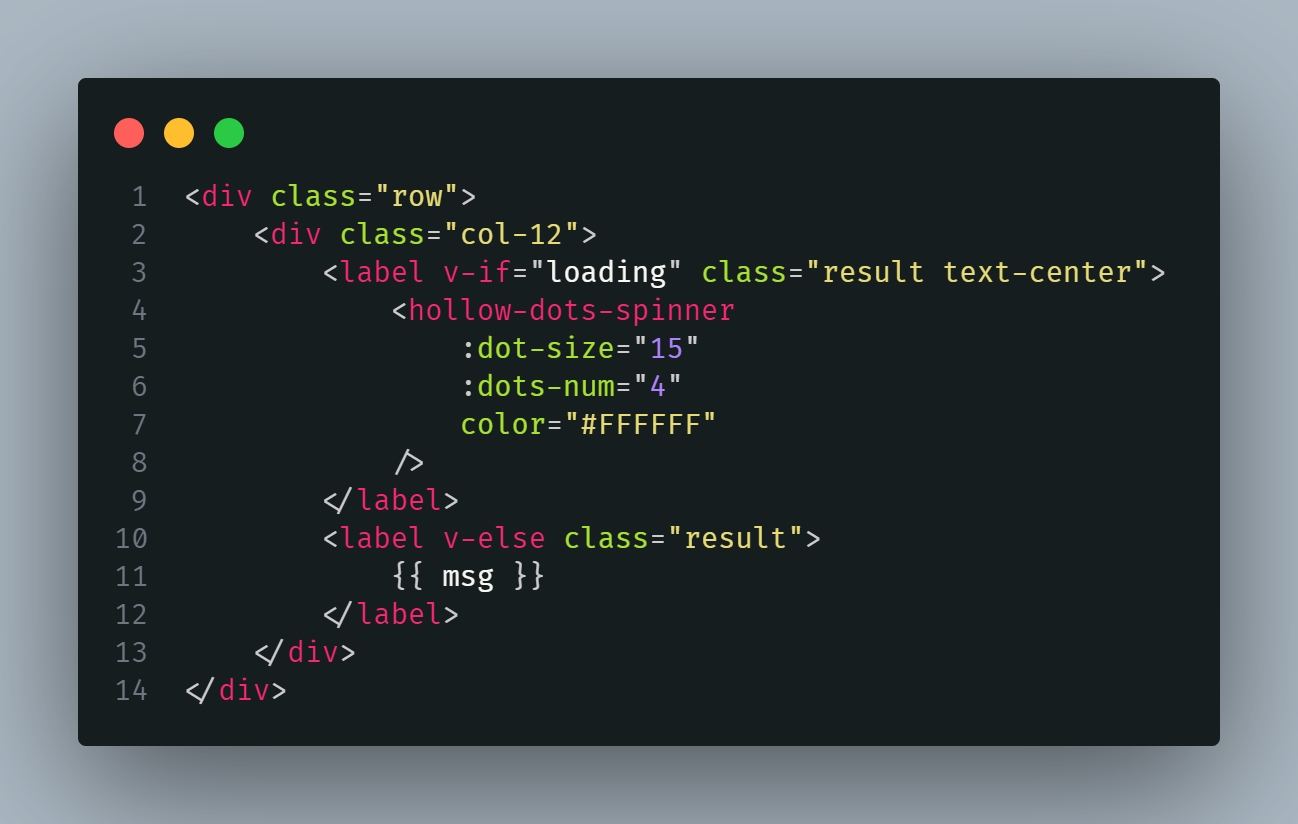 1 <div class="row">
2     <div class="col-12">
3         <label v-if="loading" class="result text-center">
4             <hollow-dots-spinner
5                 :dot-size="15"
6                 :dots-num="4"
7                 color="#FFFFFF"
8             />
9         </label>
10         <label v-else class="result">
11             {{ msg }}
12         </label>
13     </div>
14 </div>